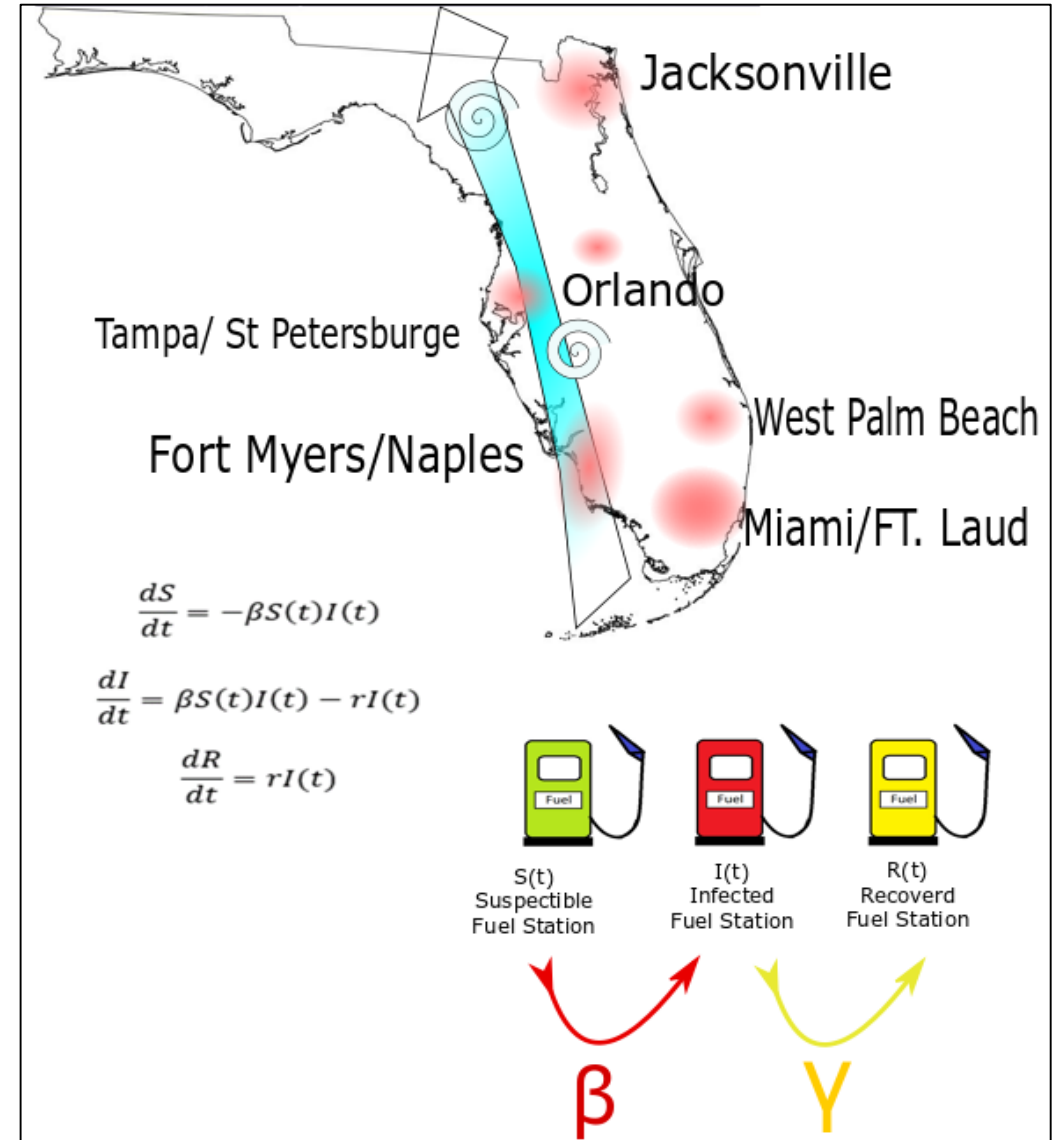 Jacksonville
Orlando
Tampa/ St Petersburge
West Palm Beach
Fort Myers/Naples
Miami/FT. Laud
dS/dt = −βS(t)I(t)
dI/dt = βS(t)I(t) − rI(t)
dR/dt = rI(t)
Fuel
Fuel
Fuel
S(t)
Suspectible
Fuel Station
I(t)
Infected
Fuel Station
R(t)
Recoverd
Fuel Station
β
γ